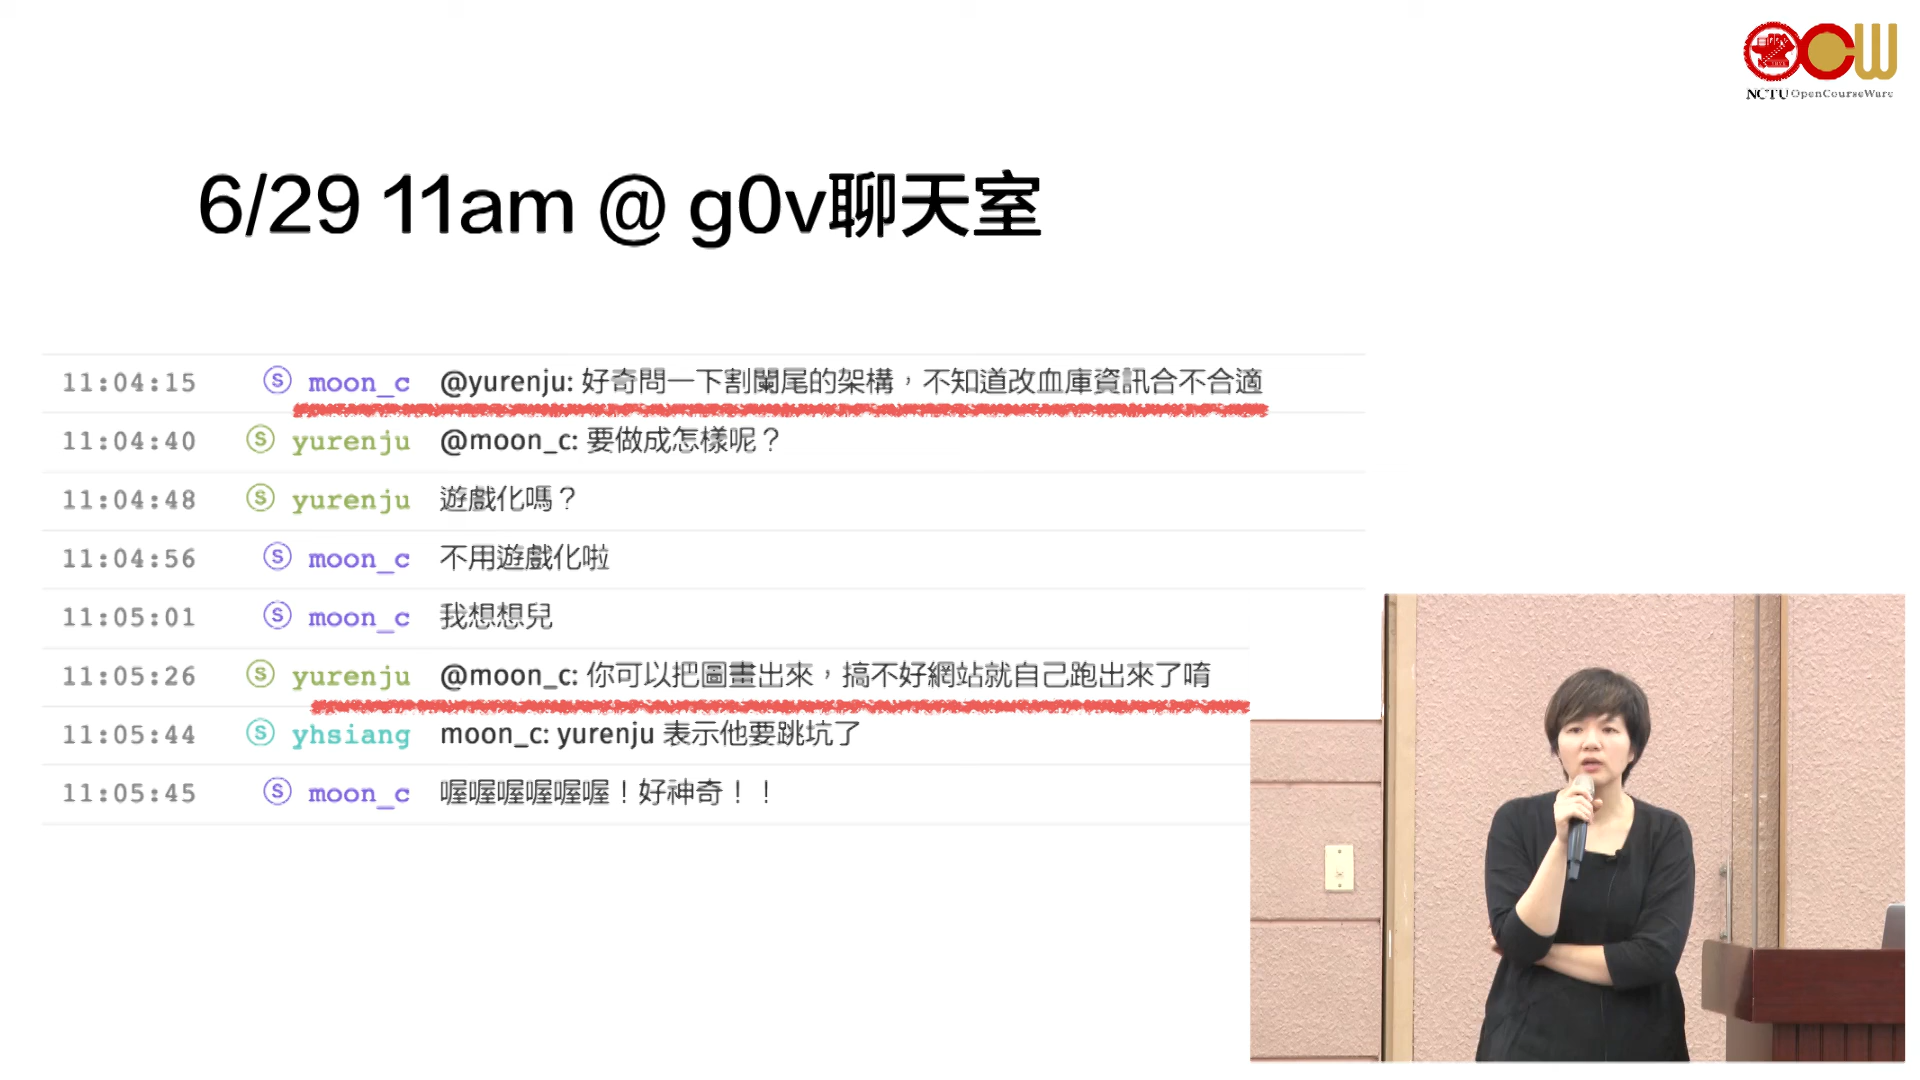 NCTU OpenCourseWare
6/29 11am @ g0v聊天室
11:04:15 moon_c @yurenju: 好奇問一下割闌尾的架構，不知道改血庫資訊合不合適
11:04:40 yurenju @moon_c: 要做成怎樣呢？
11:04:48 yurenju 遊戲化嗎？
11:04:56 moon_c 不用遊戲化啦
11:05:01 moon_c 我想想兒
11:05:26 yurenju @moon_c: 你可以把圖畫出來，搞不好網站就自己跑出來了唷
11:05:44 yhsiang moon_c: yurenju 表示他要跳坑了
11:05:45 moon_c 喔喔喔喔喔喔！好神奇！！